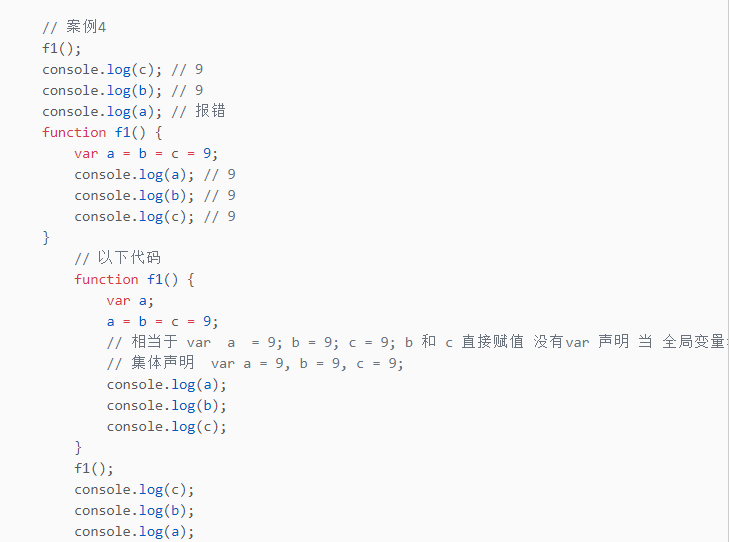 // 案例4
f1();
console.log(c); // 9
console.log(b); // 9
console.log(a); // 报错
function f1() {
    var a = b = c = 9;
    console.log(a); // 9
    console.log(b); // 9
    console.log(c); // 9
}
    // 以下代码
    function f1() {
        var a;
        a = b = c = 9;
        // 相当于 var  a  = 9; b = 9; c = 9; b 和 c 直接赋值 没有var 声明 当 全局变量
        // 集体声明  var a = 9, b = 9, c = 9;
        console.log(a);
        console.log(b);
        console.log(c);
    }
    f1();
    console.log(c);
    console.log(b);
    console.log(a);